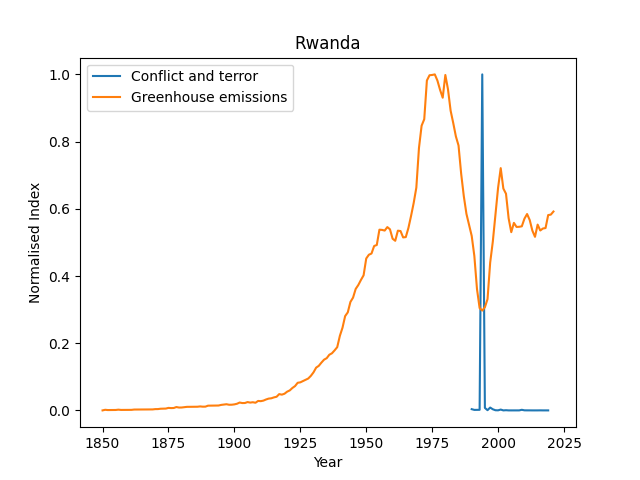 Rwanda
Conflict and terror
Greenhouse emissions
1.0
0.8
0.6
0.4
0.2
0.0
Normalised Index
1850 1875 1900 1925 1950 1975 2000 2025
Year